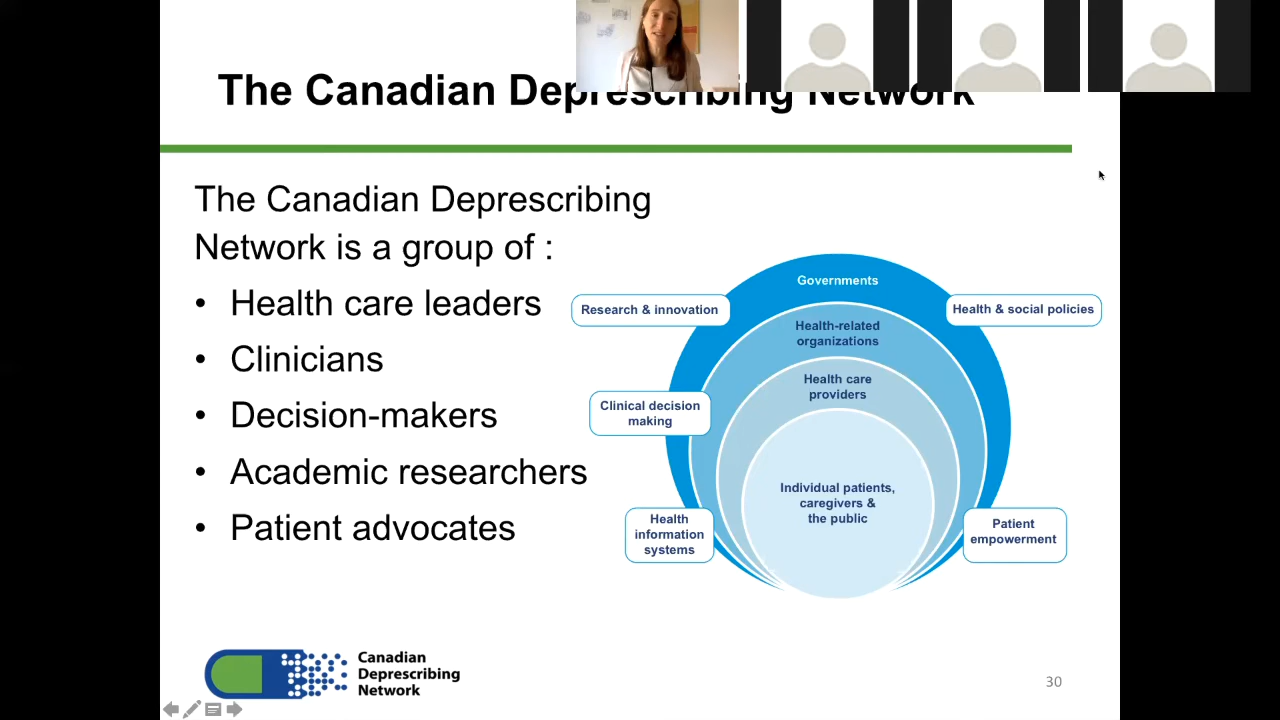 The Canadian Deprescribing Network
The Canadian Deprescribing
Network is a group of :
• Health care leaders
• Clinicians
• Decision-makers
• Academic researchers
• Patient advocates
Governments
Research & innovation
Health & social policies
Health-related
organizations
Health care
providers
Clinical decision
making
Individual patients,
caregivers &
the public
Health
information
systems
Patient
empowerment
Canadian
Deprescribing
Network
30